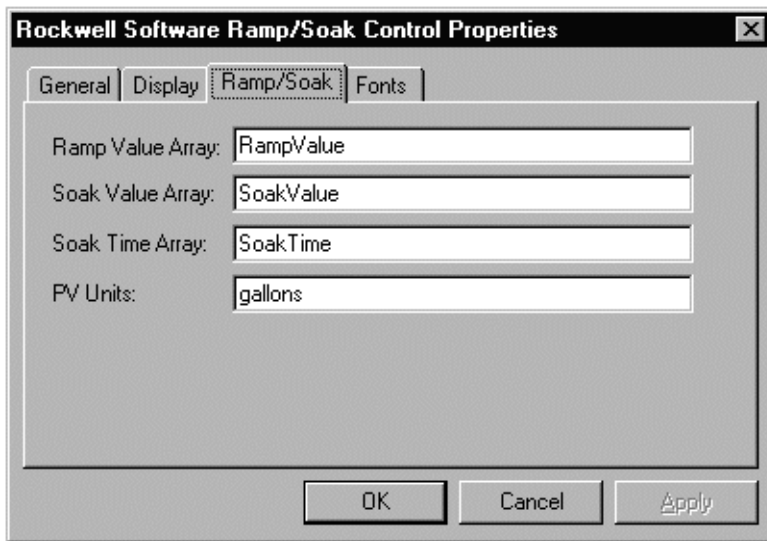 Rockwell Software Ramp/Soak Control Properties
General Display Ramp/Soak Fonts
Ramp Value Array: RampValue
Soak Value Array: SoakValue
Soak Time Array: SoakTime
PV Units: gallons
OK Cancel Apply